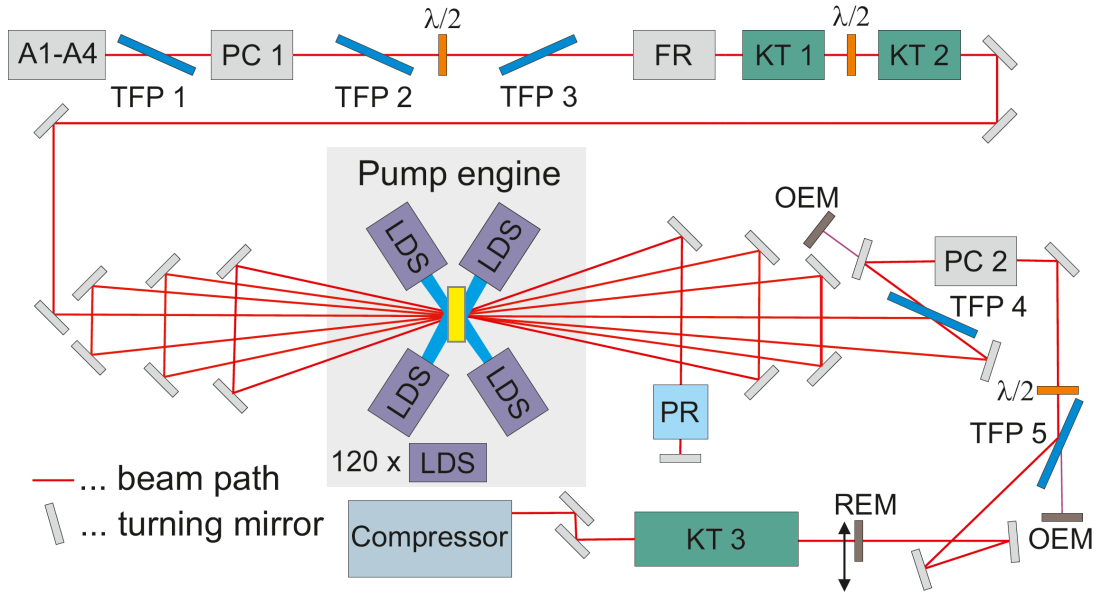 λ/2
λ/2
A1-A4
PC 1
FR
KT 1
KT 2
TFP 1
TFP 2
TFP 3
Pump engine
OEM
LDS
LDS
PC 2
TFP 4
LDS
LDS
λ/2
PR
TFP 5
120 x LDS
... beam path
REM
... turning mirror
Compressor
KT 3
OEM